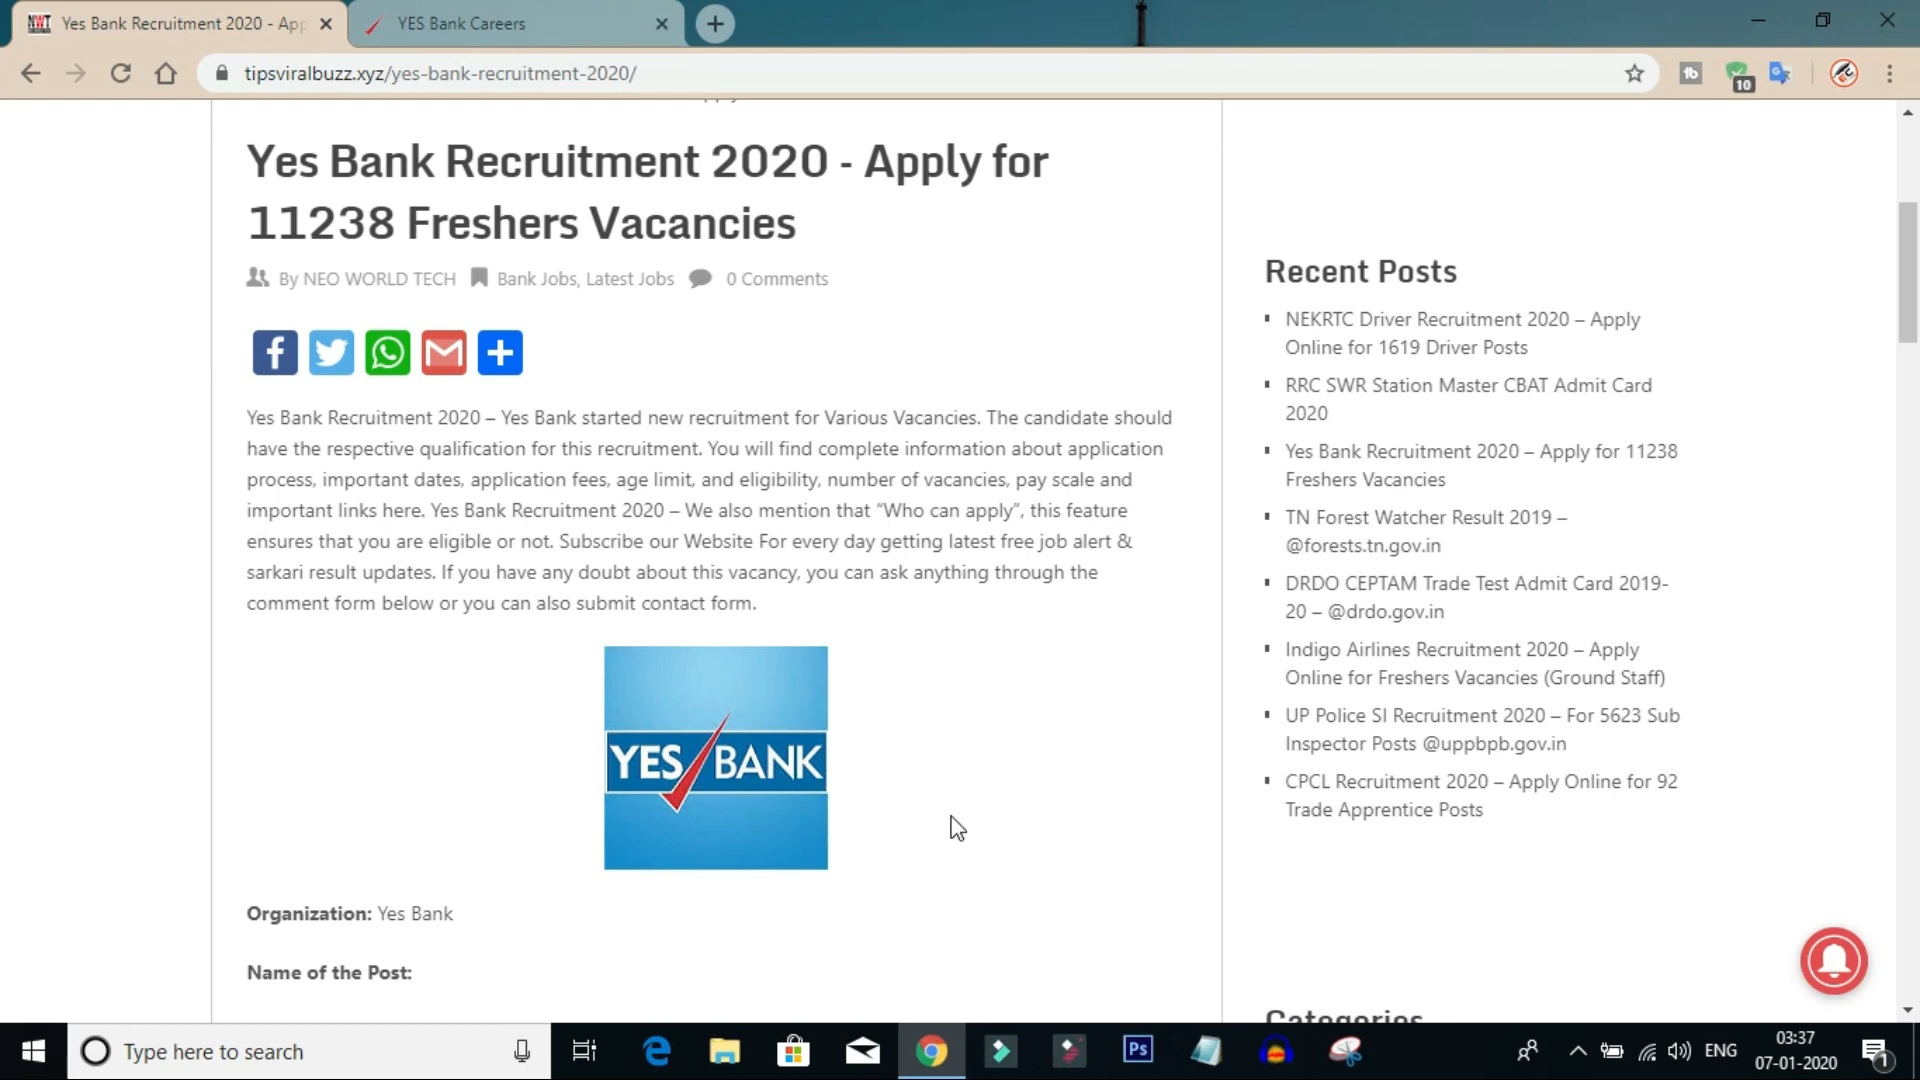 NWT
Yes Bank Recruitment 2020 - App
YES Bank Careers
tipsviralbuzz.xyz/yes-bank-recruitment-2020/
10
Yes Bank Recruitment 2020 - Apply for
11238 Freshers Vacancies
By NEO WORLD TECH Bank Jobs, Latest Jobs 0 Comments
Yes Bank Recruitment 2020 – Yes Bank started new recruitment for Various Vacancies. The candidate should
have the respective qualification for this recruitment. You will find complete information about application
process, important dates, application fees, age limit, and eligibility, number of vacancies, pay scale and
important links here. Yes Bank Recruitment 2020 – We also mention that “Who can apply”, this feature
ensures that you are eligible or not. Subscribe our Website For every day getting latest free job alert &
sarkari result updates. If you have any doubt about this vacancy, you can ask anything through the
comment form below or you can also submit contact form.
YES BANK
Organization: Yes Bank
Name of the Post:
Recent Posts
NEKRTC Driver Recruitment 2020 – Apply
Online for 1619 Driver Posts
RRC SWR Station Master CBAT Admit Card
2020
Yes Bank Recruitment 2020 – Apply for 11238
Freshers Vacancies
TN Forest Watcher Result 2019 –
@forests.tn.gov.in
DRDO CEPTAM Trade Test Admit Card 2019-
20 – @drdo.gov.in
Indigo Airlines Recruitment 2020 – Apply
Online for Freshers Vacancies (Ground Staff)
UP Police SI Recruitment 2020 – For 5623 Sub
Inspector Posts @uppbpb.gov.in
CPCL Recruitment 2020 – Apply Online for 92
Trade Apprentice Posts
Categories
Type here to search
Ps
ENG
03:37
07-01-2020
1